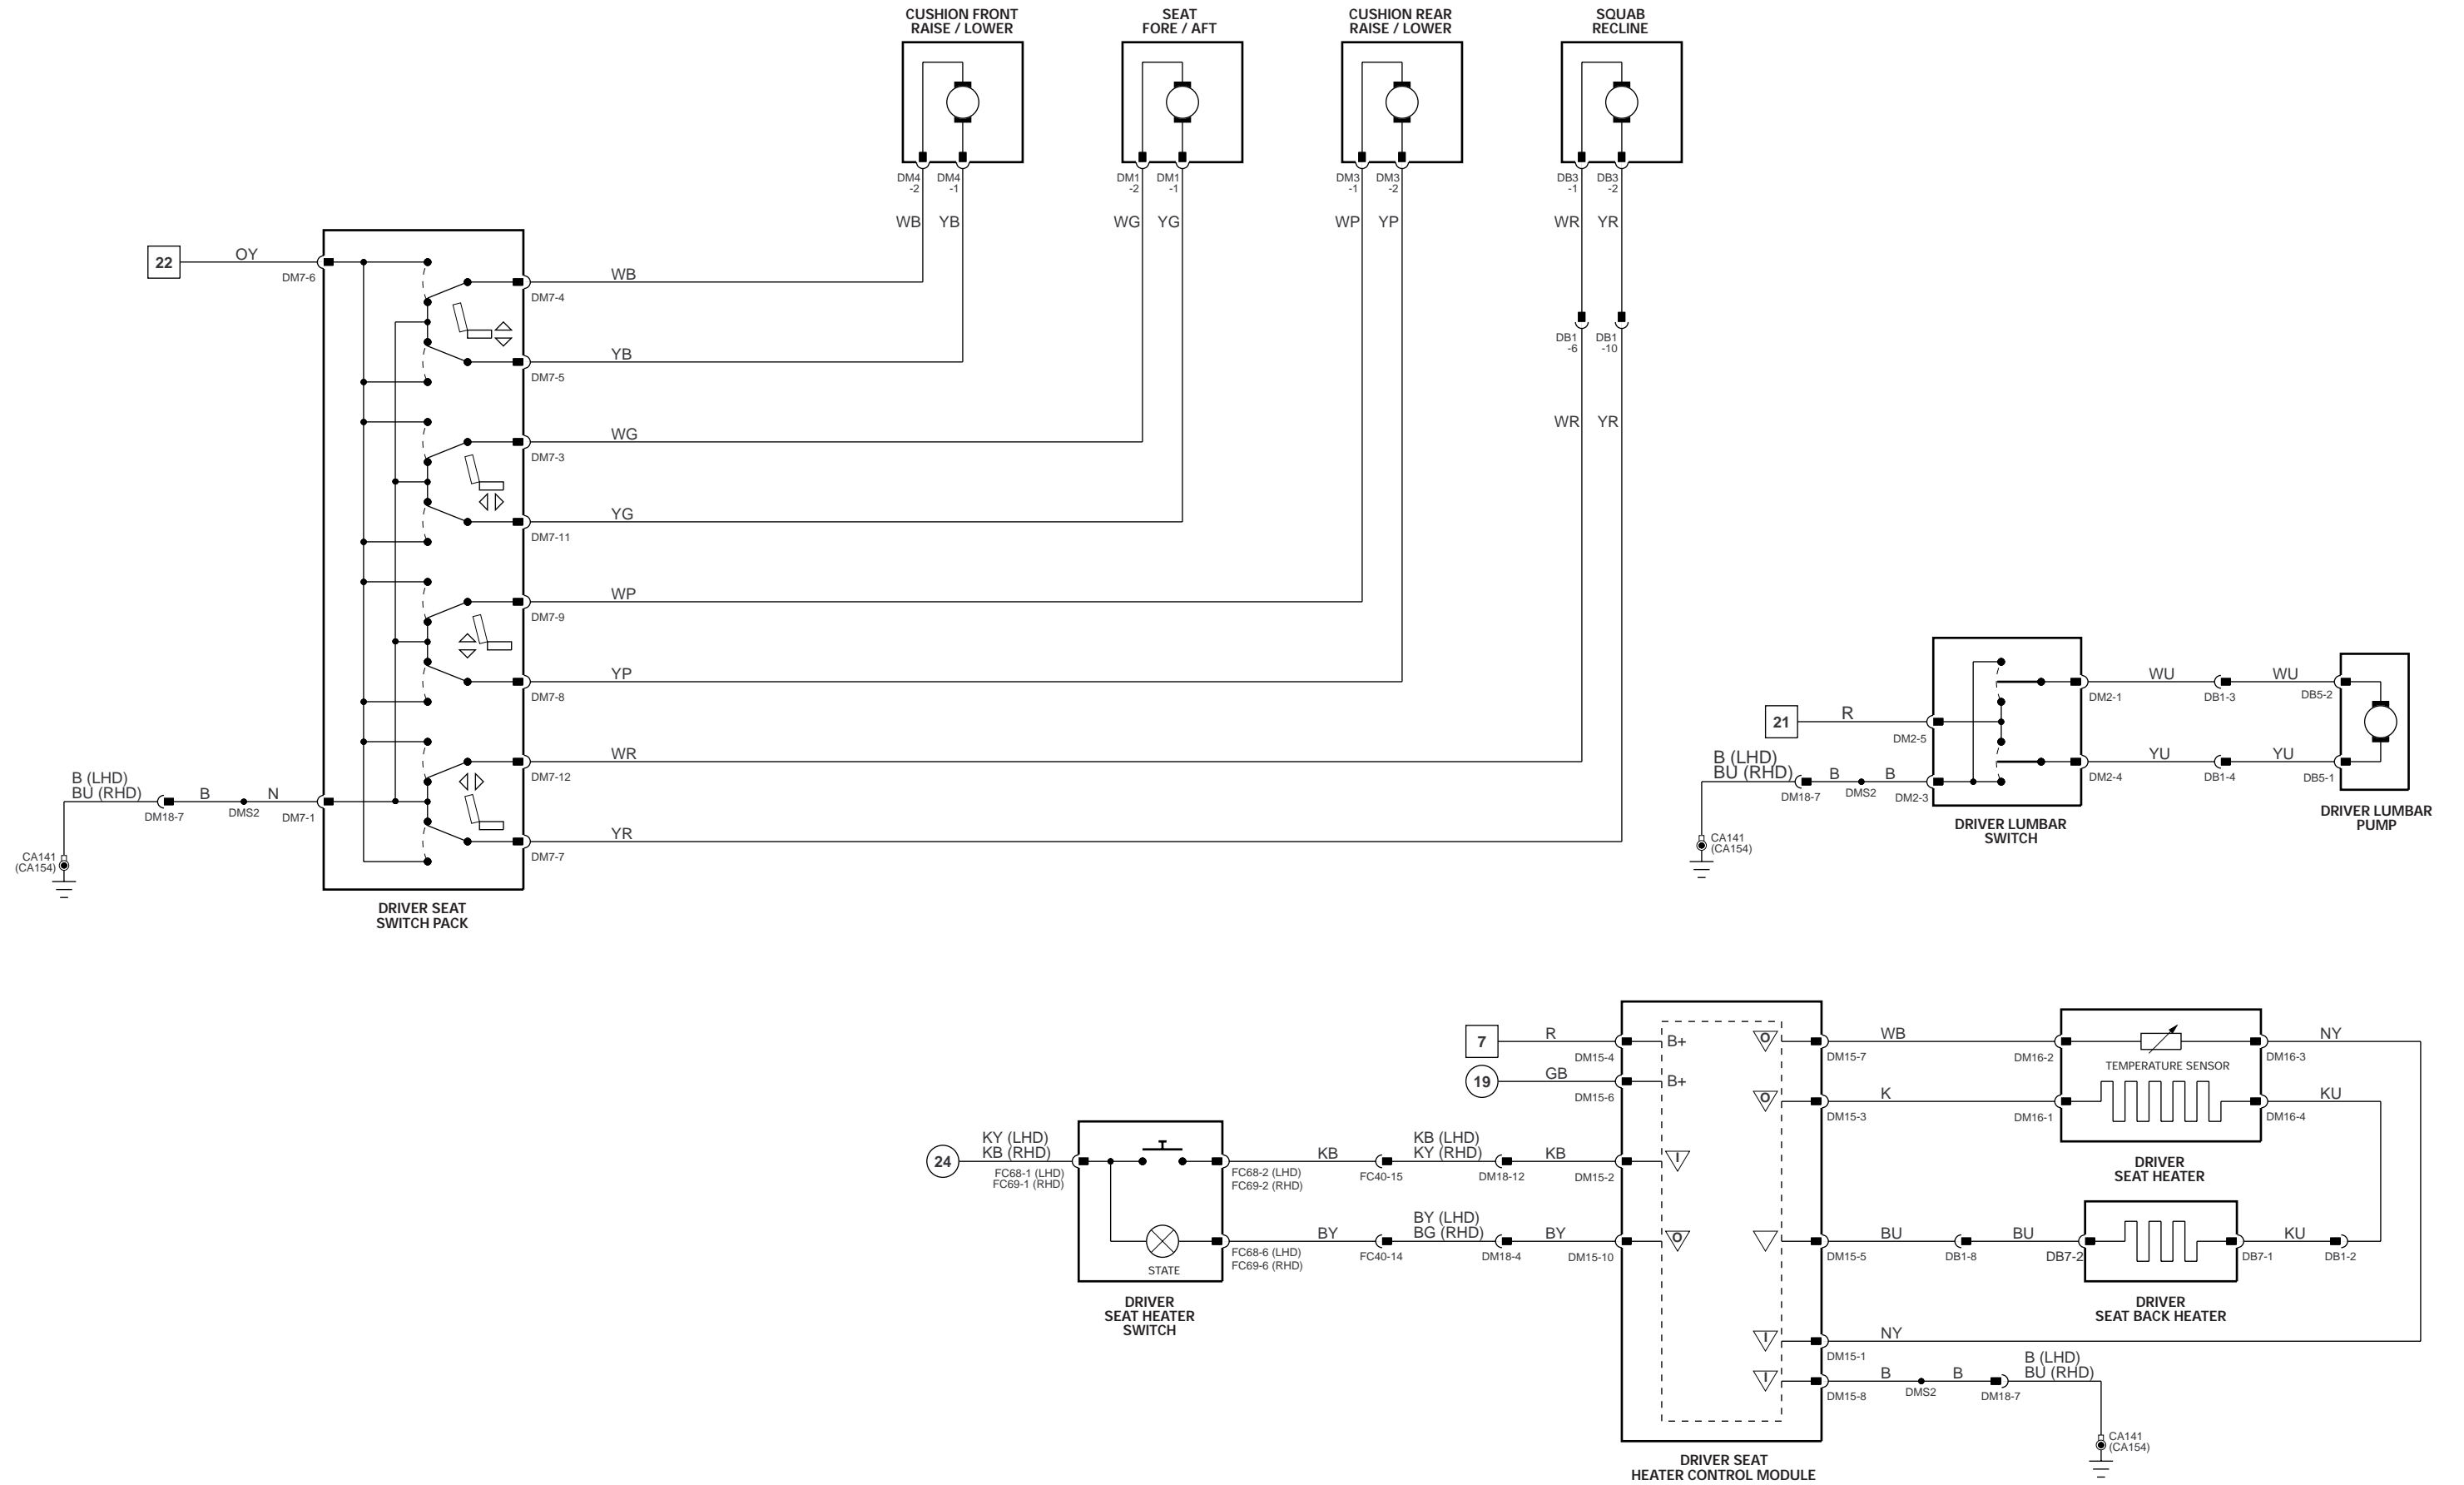 CUSHION FRONT
RAISE / LOWER
SEAT
FORE / AFT
CUSHION REAR
RAISE / LOWER
SQUAB
RECLINE
DM4
-2
DM4
-1
DM1
-2
DM1
-1
DM3
-1
DM3
-2
DB3
-1
DB3
-2
WB
YB
WG
YG
WP
YP
WR
YR
22
OY
DM7-6
WB
DM7-4
YB
DM7-5
DB1
-6
DB1
-10
WR
YR
WG
DM7-3
YG
DM7-11
WP
DM7-9
YP
DM7-8
WR
DM7-12
YR
DM7-7
B (LHD)
BU (RHD)
DM18-7
B
DMS2
N
DM7-1
CA141
(CA154)
DRIVER SEAT
SWITCH PACK
21
R
DM2-5
B (LHD)
BU (RHD)
DM18-7
B
DMS2
B
DM2-3
CA141
(CA154)
DM2-1
WU
DB1-3
WU
DB5-2
DM2-4
YU
DB1-4
YU
DB5-1
DRIVER LUMBAR
SWITCH
DRIVER LUMBAR
PUMP
7
R
DM15-4
B+
19
GB
DM15-6
B+
24
KY (LHD)
KB (RHD)
FC68-1 (LHD)
FC69-1 (RHD)
FC68-2 (LHD)
FC69-2 (RHD)
KB
FC40-15
KB (LHD)
KY (RHD)
DM18-12
KB
DM15-2
I
STATE
FC68-6 (LHD)
FC69-6 (RHD)
BY
FC40-14
BY (LHD)
BG (RHD)
DM18-4
BY
DM15-10
O
DRIVER
SEAT HEATER
SWITCH
O
DM15-7
WB
DM16-2
TEMPERATURE SENSOR
DM16-3
NY
O
DM15-3
K
DM16-1
DM16-4
KU
DRIVER
SEAT HEATER
DM15-5
BU
DB1-8
BU
DB7-2
DB7-1
KU
DB1-2
DRIVER
SEAT BACK HEATER
I
DM15-1
NY
I
DM15-8
B
DMS2
B
DM18-7
B (LHD)
BU (RHD)
CA141
(CA154)
DRIVER SEAT
HEATER CONTROL MODULE